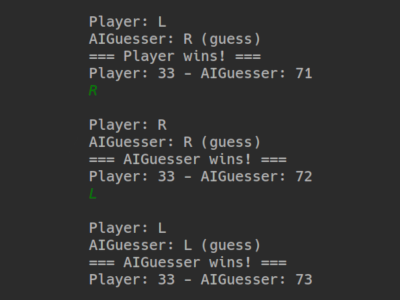 Player: L
AIGuesser: R (guess)
=== Player wins! ===
Player: 33 - AIGuesser: 71
R
Player: R
AIGuesser: R (guess)
=== AIGuesser wins! ===
Player: 33 - AIGuesser: 72
L
Player: L
AIGuesser: L (guess)
=== AIGuesser wins! ===
Player: 33 - AIGuesser: 73